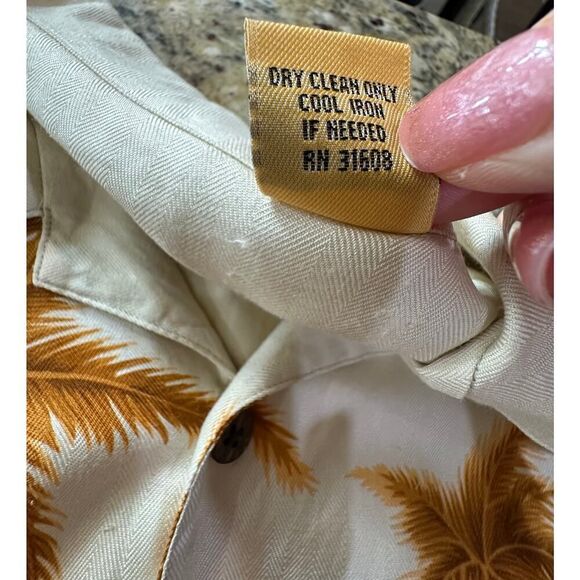 DRY CLEAN ONLY
COOL IRON
IF NEEDED
RN 31608